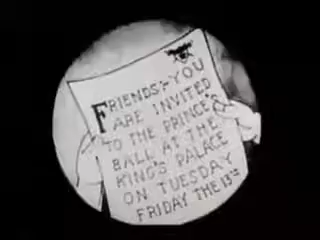 FRIENDS:- YOU
ARE INVITED
TO THE PRINCE'S
BALL AT THE
KING'S PALACE
ON TUESDAY
FRIDAY THE 13TH